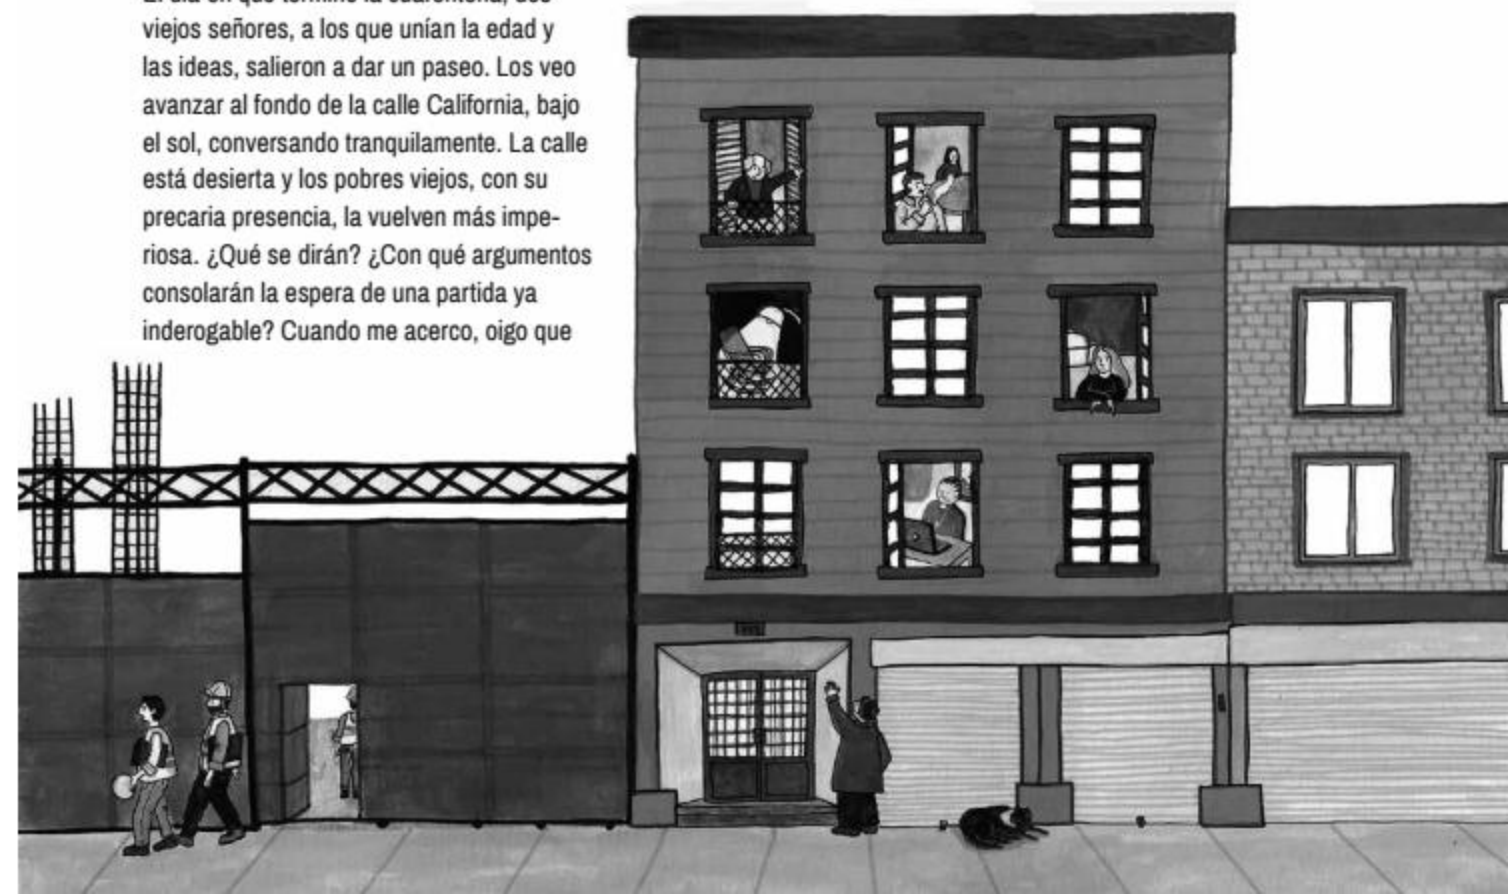 viejos señores, a los que unían la edad y
las ideas, salieron a dar un paseo. Los veo
avanzar al fondo de la calle California, bajo
el sol, conversando tranquilamente. La calle
está desierta y los pobres viejos, con su
precaria presencia, la vuelven más impe-
riosa. ¿Qué se dirán? ¿Con qué argumentos
consolarán la espera de una partida ya
inderogable? Cuando me acerco, oigo que